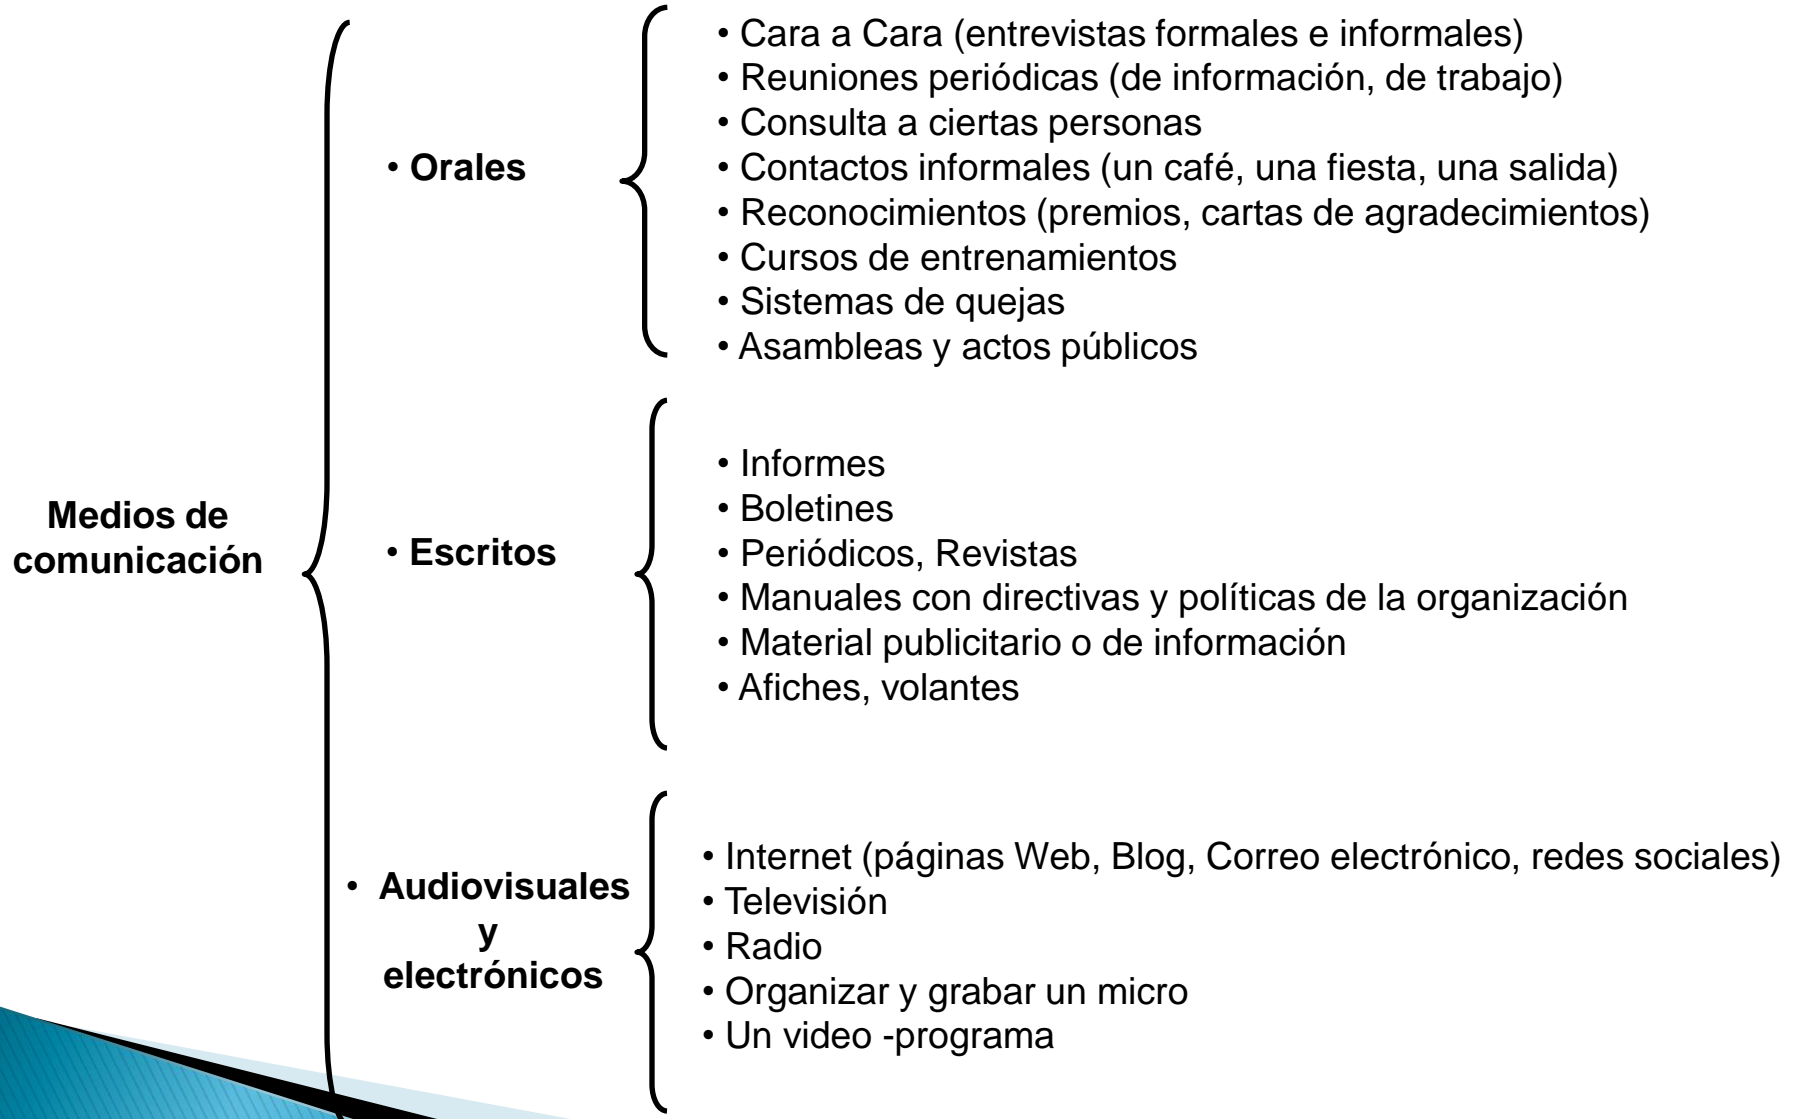 Medios de
comunicación
• Orales
• Cara a Cara (entrevistas formales e informales)
• Reuniones periódicas (de información, de trabajo)
• Consulta a ciertas personas
• Contactos informales (un café, una fiesta, una salida)
• Reconocimientos (premios, cartas de agradecimientos)
• Cursos de entrenamientos
• Sistemas de quejas
• Asambleas y actos públicos
• Escritos
• Informes
• Boletines
• Periódicos, Revistas
• Manuales con directivas y políticas de la organización
• Material publicitario o de información
• Afiches, volantes
• Audiovisuales
y
electrónicos
• Internet (páginas Web, Blog, Correo electrónico, redes sociales)
• Televisión
• Radio
• Organizar y grabar un micro
• Un video -programa